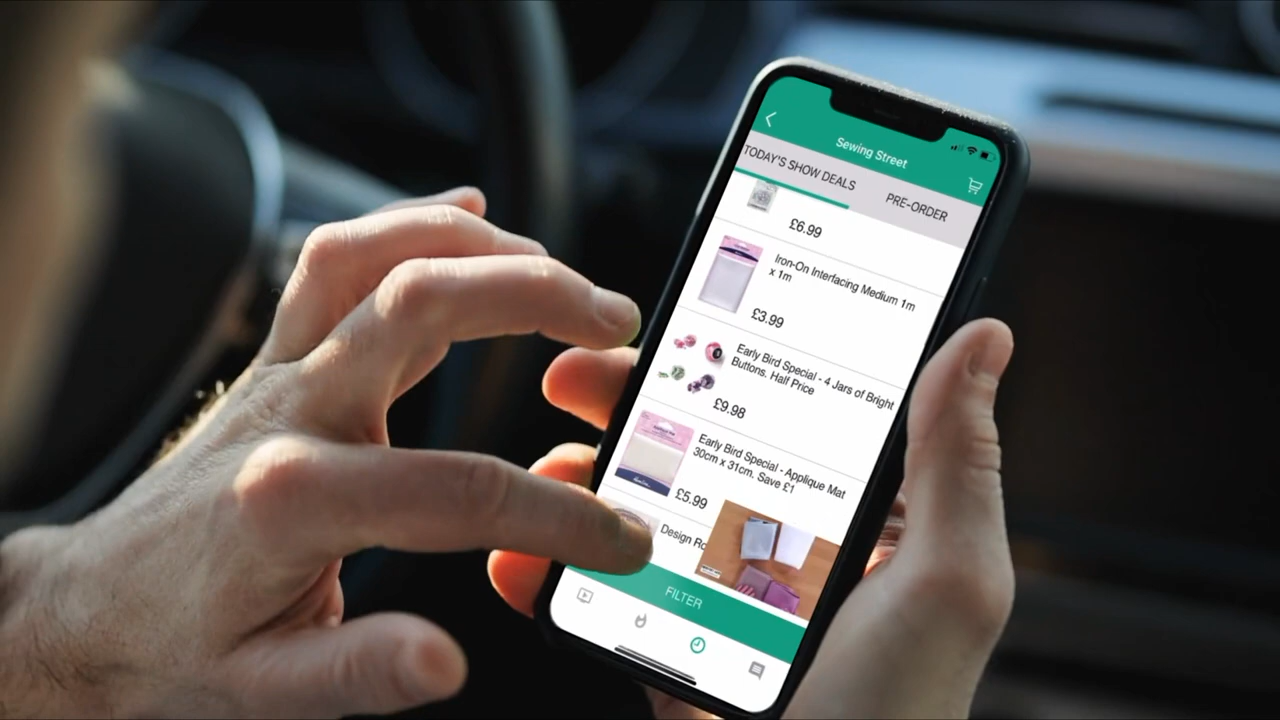 Sewing Street
TODAY'S SHOW DEALS
PRE-ORDER
£6.99
Iron-On Interfacing Medium 1m
x 1m
£3.99
Early Bird Special - 4 Jars of Bright
Buttons. Half Price
£9.98
Early Bird Special - Applique Mat
30cm x 31cm. Save £1
£5.99
Design
FILTER